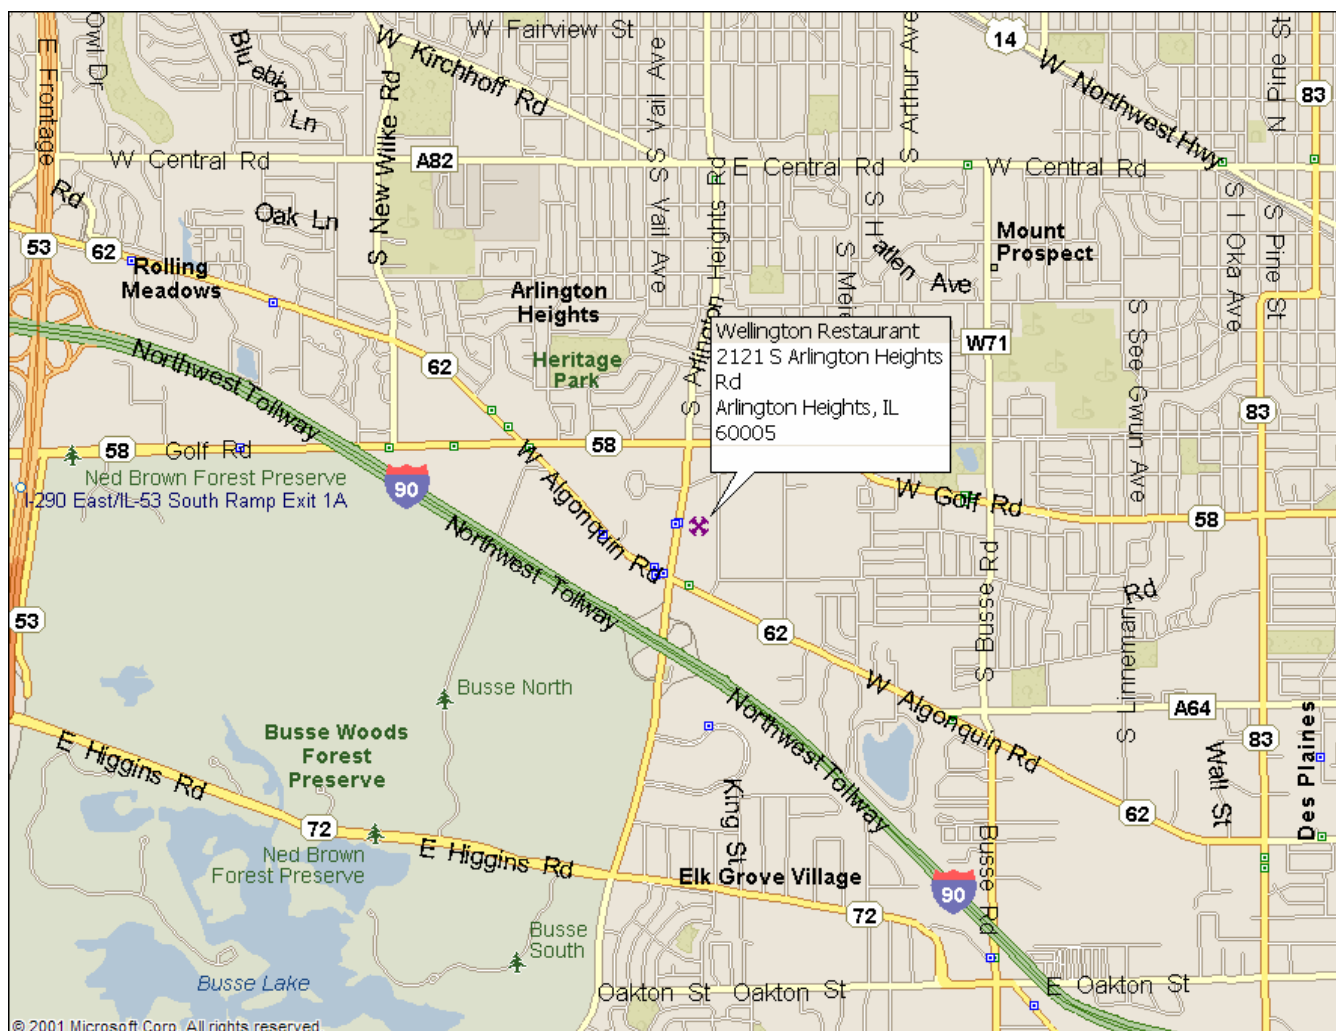 W Fairview St
14
Owl Dr
Bluebird Ln
W Kirchhoff Rd
S Vail Ave
S Arthur Ave
W Northwest Hwy
N Pine St
83
E Frontage
S New Wilke Rd
W Central Rd
A82
E Central Rd
W Central Rd
Rd
Oak Ln
S Vail Ave
S Arlington Heights Rd
S Hatlen Ave
S I Oka Ave
S Pine St
53
62
Rolling
Meadows
Mount
Prospect
Arlington
Heights
S Meie
S See Gwun Ave
Wellington Restaurant
2121 S Arlington Heights
Rd
Arlington Heights, IL
60005
W71
Northwest Tollway
62
Heritage
Park
83
58
Golf Rd
58
Ned Brown Forest Preserve
I-290 East/IL-53 South Ramp Exit 1A
90
W Algonquin Rd
W Golf Rd
58
Northwest Tollway
S Busse Rd
S Linneman Rd
53
62
Busse North
W Algonquin Rd
A64
Northwest Tollway
Busse Woods
Forest
Preserve
83
Wall St
Des Plaines
E Higgins Rd
King St
62
72
E Higgins Rd
Ned Brown
Forest Preserve
Elk Grove Village
Busse Rd
90
72
Busse
South
Busse Lake
Oakton St
Oakton St
E Oakton St
© 2001 Microsoft Corp. All rights reserved